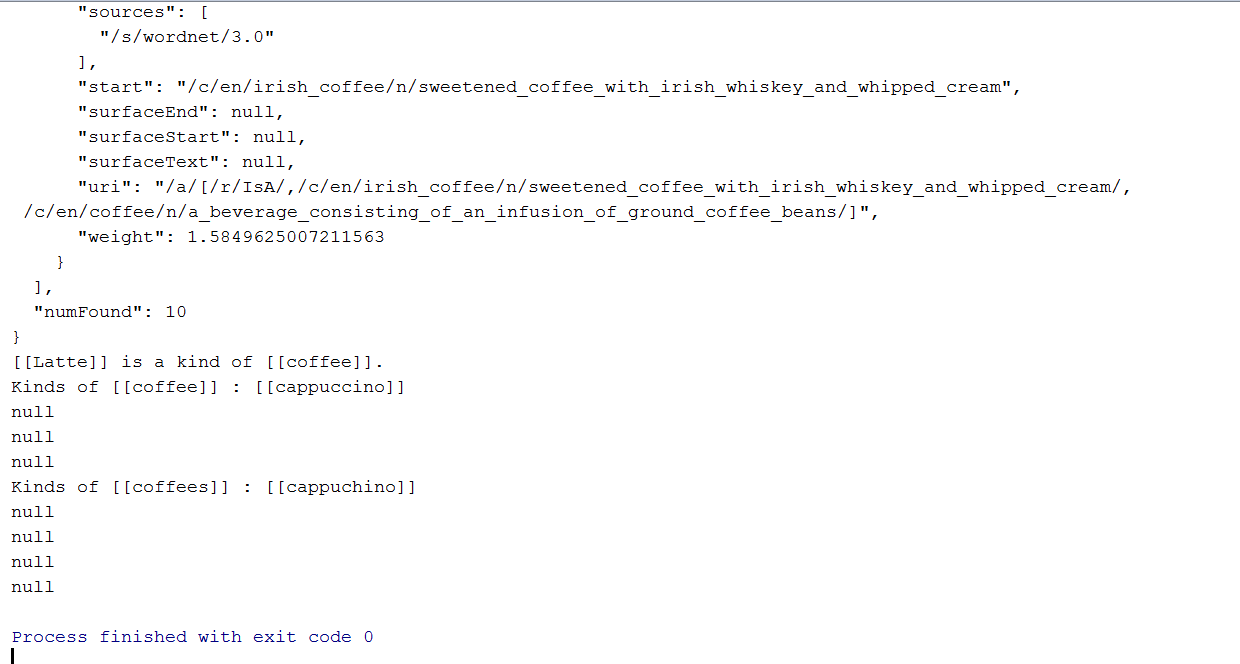 "sources": [
"/s/wordnet/3.0"
],
"start": "/c/en/irish_coffee/n/sweetened_coffee_with_irish_whiskey_and_whipped_cream",
"surfaceEnd": null,
"surfaceStart": null,
"surfaceText": null,
"uri": "/a/[/r/IsA/,/c/en/irish_coffee/n/sweetened_coffee_with_irish_whiskey_and_whipped_cream/,
/c/en/coffee/n/a_beverage_consisting_of_an_infusion_of_ground_coffee_beans/]",
"weight": 1.5849625007211563
}
],
"numFound": 10
}
[[Latte]] is a kind of [[coffee]].
Kinds of [[coffee]] : [[cappuccino]]
null
null
null
Kinds of [[coffees]] : [[cappuchino]]
null
null
null
null
Process finished with exit code 0